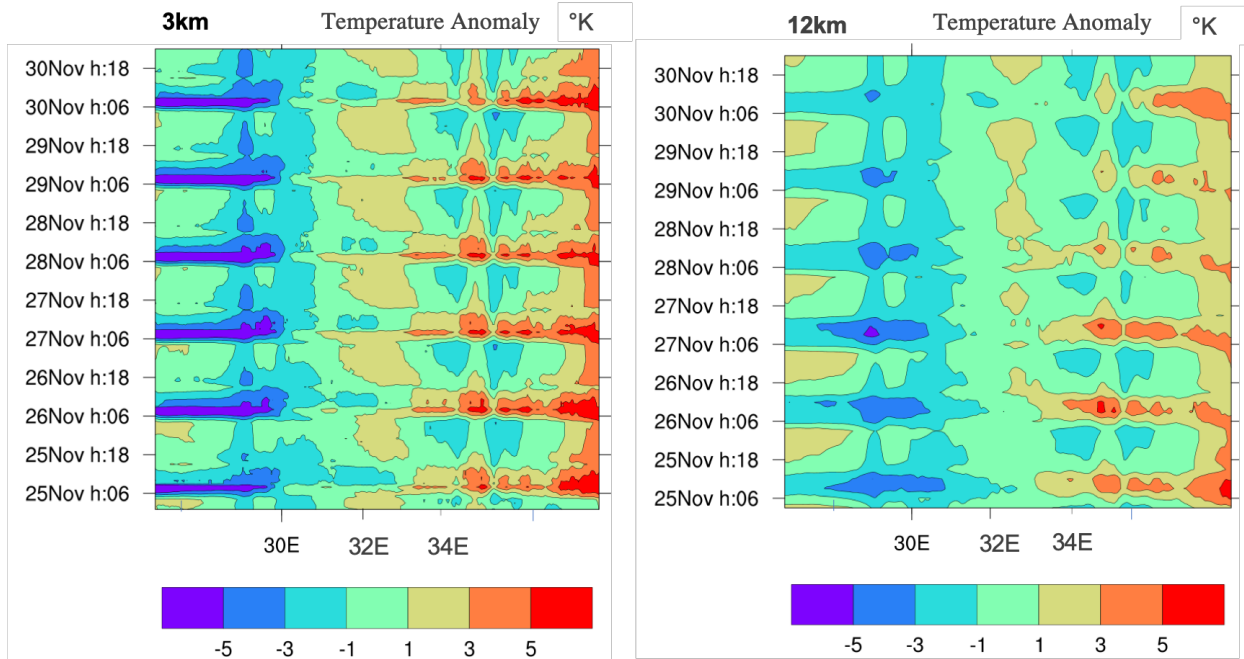 3km Temperature Anomaly °K
30Nov h:18
30Nov h:06
29Nov h:18
29Nov h:06
28Nov h:18
28Nov h:06
27Nov h:18
27Nov h:06
26Nov h:18
26Nov h:06
25Nov h:18
25Nov h:06
30E 32E 34E
-5 -3 -1 1 3 5
12km Temperature Anomaly °K
30Nov h:18
30Nov h:06
29Nov h:18
29Nov h:06
28Nov h:18
28Nov h:06
27Nov h:18
27Nov h:06
26Nov h:18
26Nov h:06
25Nov h:18
25Nov h:06
30E 32E 34E
-5 -3 -1 1 3 5